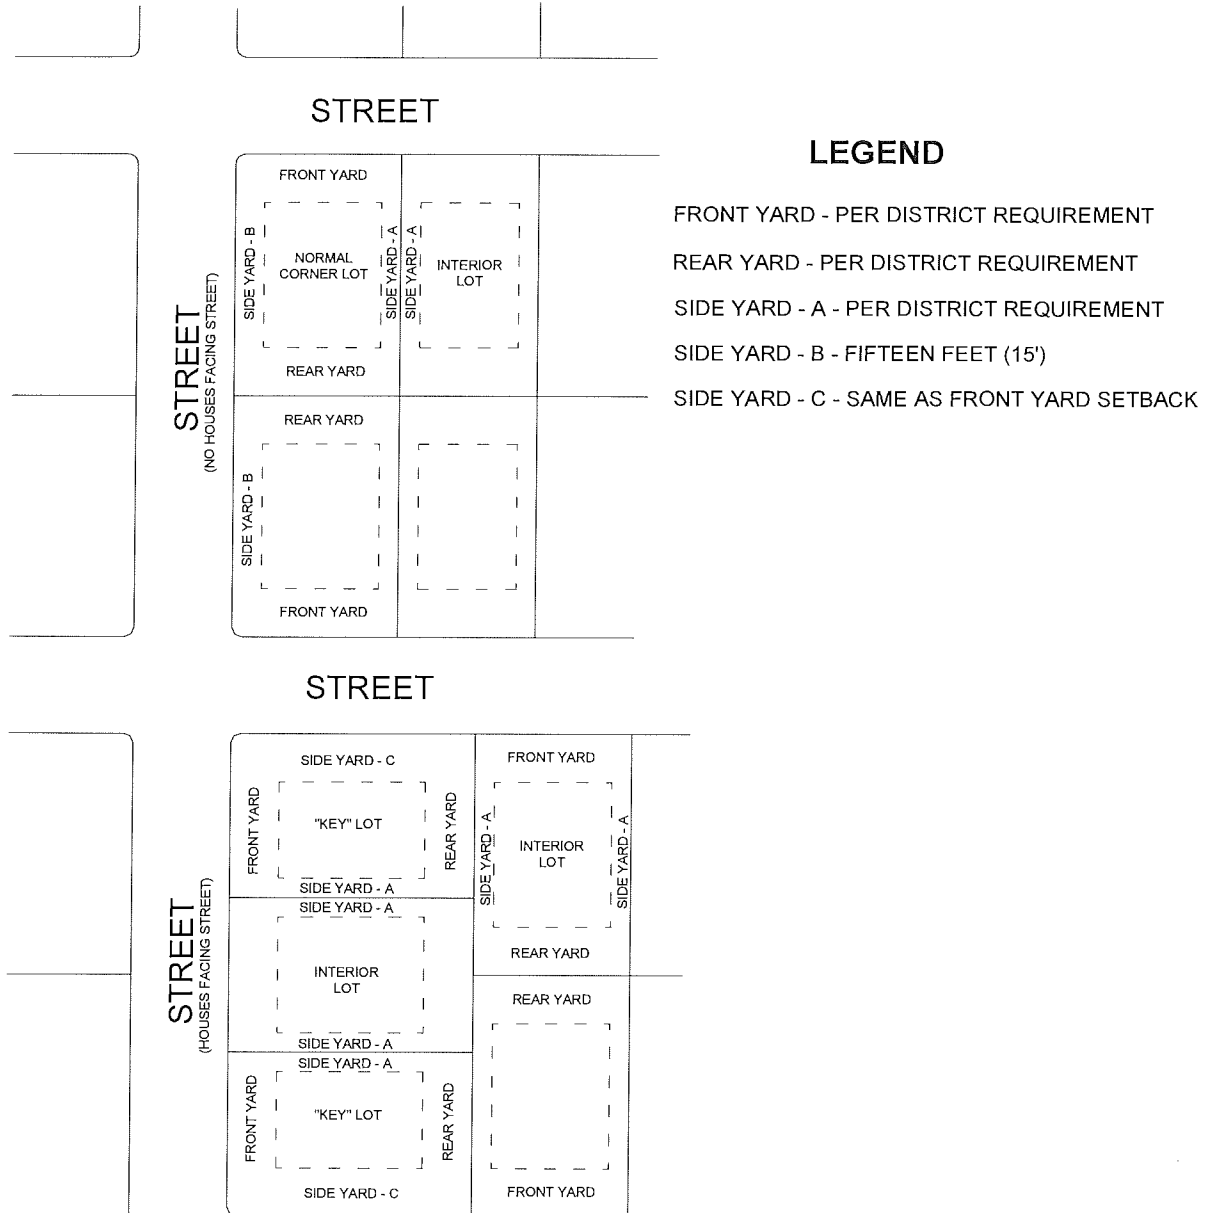 STREET
LEGEND
FRONT YARD - PER DISTRICT REQUIREMENT
REAR YARD - PER DISTRICT REQUIREMENT
SIDE YARD - A - PER DISTRICT REQUIREMENT
SIDE YARD - B - FIFTEEN FEET (15')
SIDE YARD - C - SAME AS FRONT YARD SETBACK
FRONT YARD
SIDE YARD - B
NORMAL
CORNER LOT
SIDE YARD - A
SIDE YARD - A
INTERIOR
LOT
REAR YARD
STREET
(NO HOUSES FACING STREET)
REAR YARD
SIDE YARD - B
FRONT YARD
STREET
SIDE YARD - C
FRONT YARD
"KEY" LOT
REAR YARD
SIDE YARD - A
FRONT YARD
SIDE YARD - A
INTERIOR
LOT
SIDE YARD - A
REAR YARD
STREET
(HOUSES FACING STREET)
SIDE YARD - A
INTERIOR
LOT
SIDE YARD - A
REAR YARD
SIDE YARD - A
FRONT YARD
"KEY" LOT
REAR YARD
SIDE YARD - C
FRONT YARD